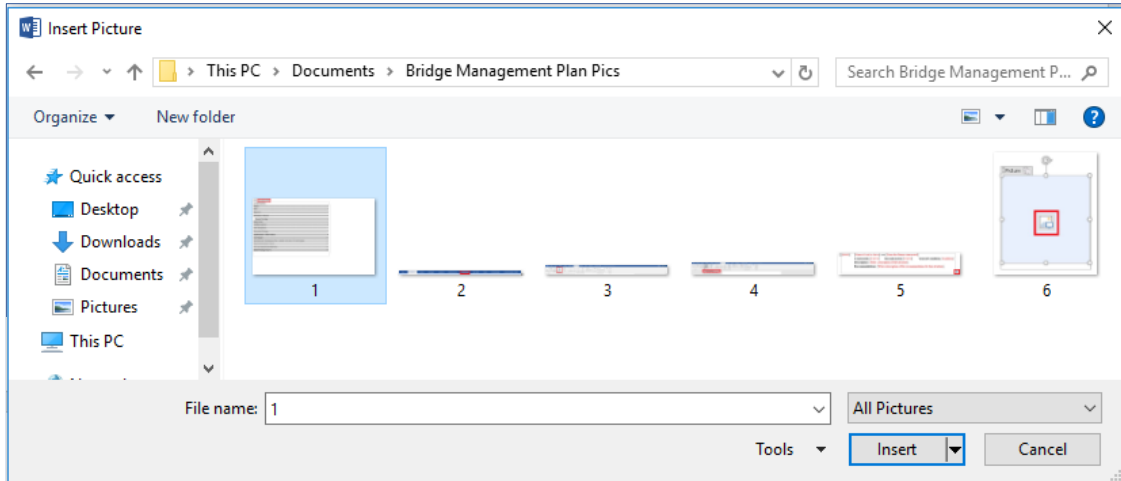 Insert Picture
This PC > Documents > Bridge Management Plan Pics
Search Bridge Management P...
Organize
New folder
Quick access
Desktop
Downloads
Documents
Pictures
This PC
1
2
3
4
5
6
File name: 1
All Pictures
Tools
Insert
Cancel